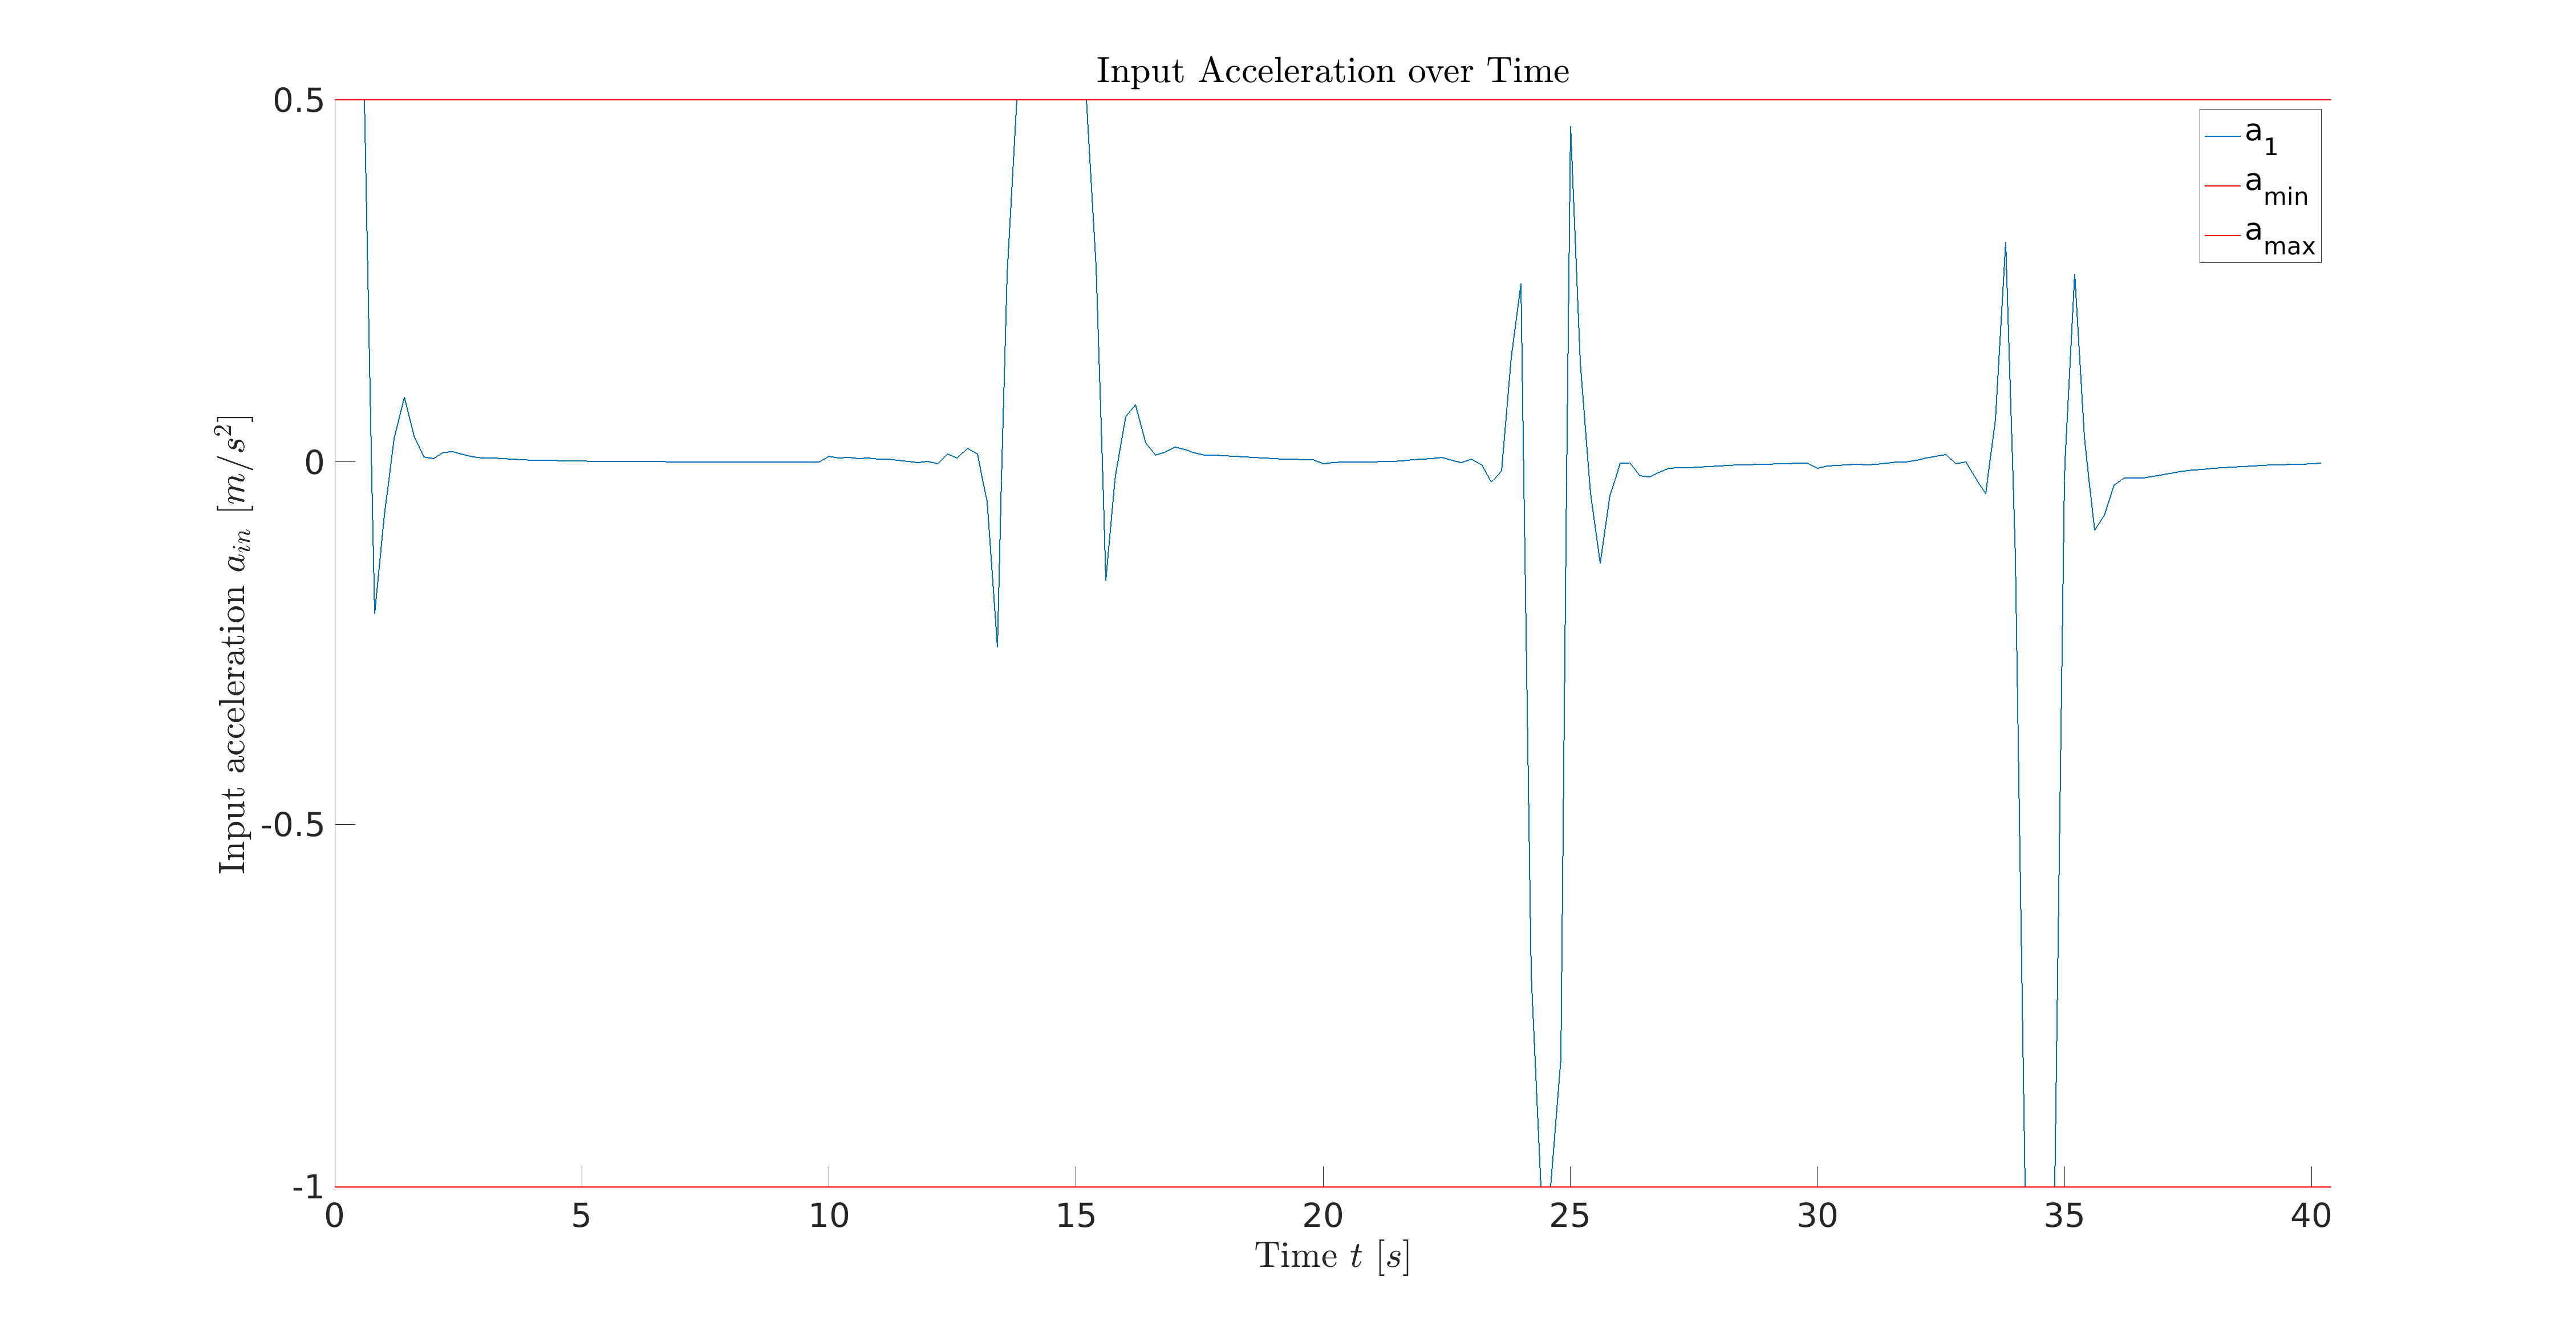 Input Acceleration over Time
0.5
0
-0.5
-1
Input acceleration a_in [m/s²]
a_1
a_min
a_max
0 5 10 15 20 25 30 35 40
Time t [s]